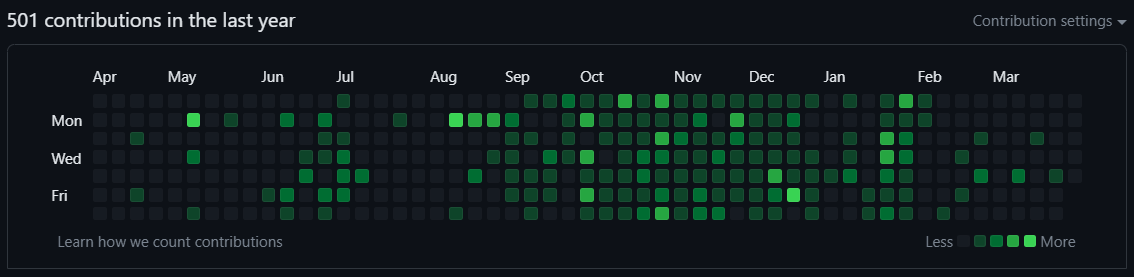 501 contributions in the last year
Contribution settings
Apr May Jun Jul Aug Sep Oct Nov Dec Jan Feb Mar
Mon
Wed
Fri
Learn how we count contributions
Less More